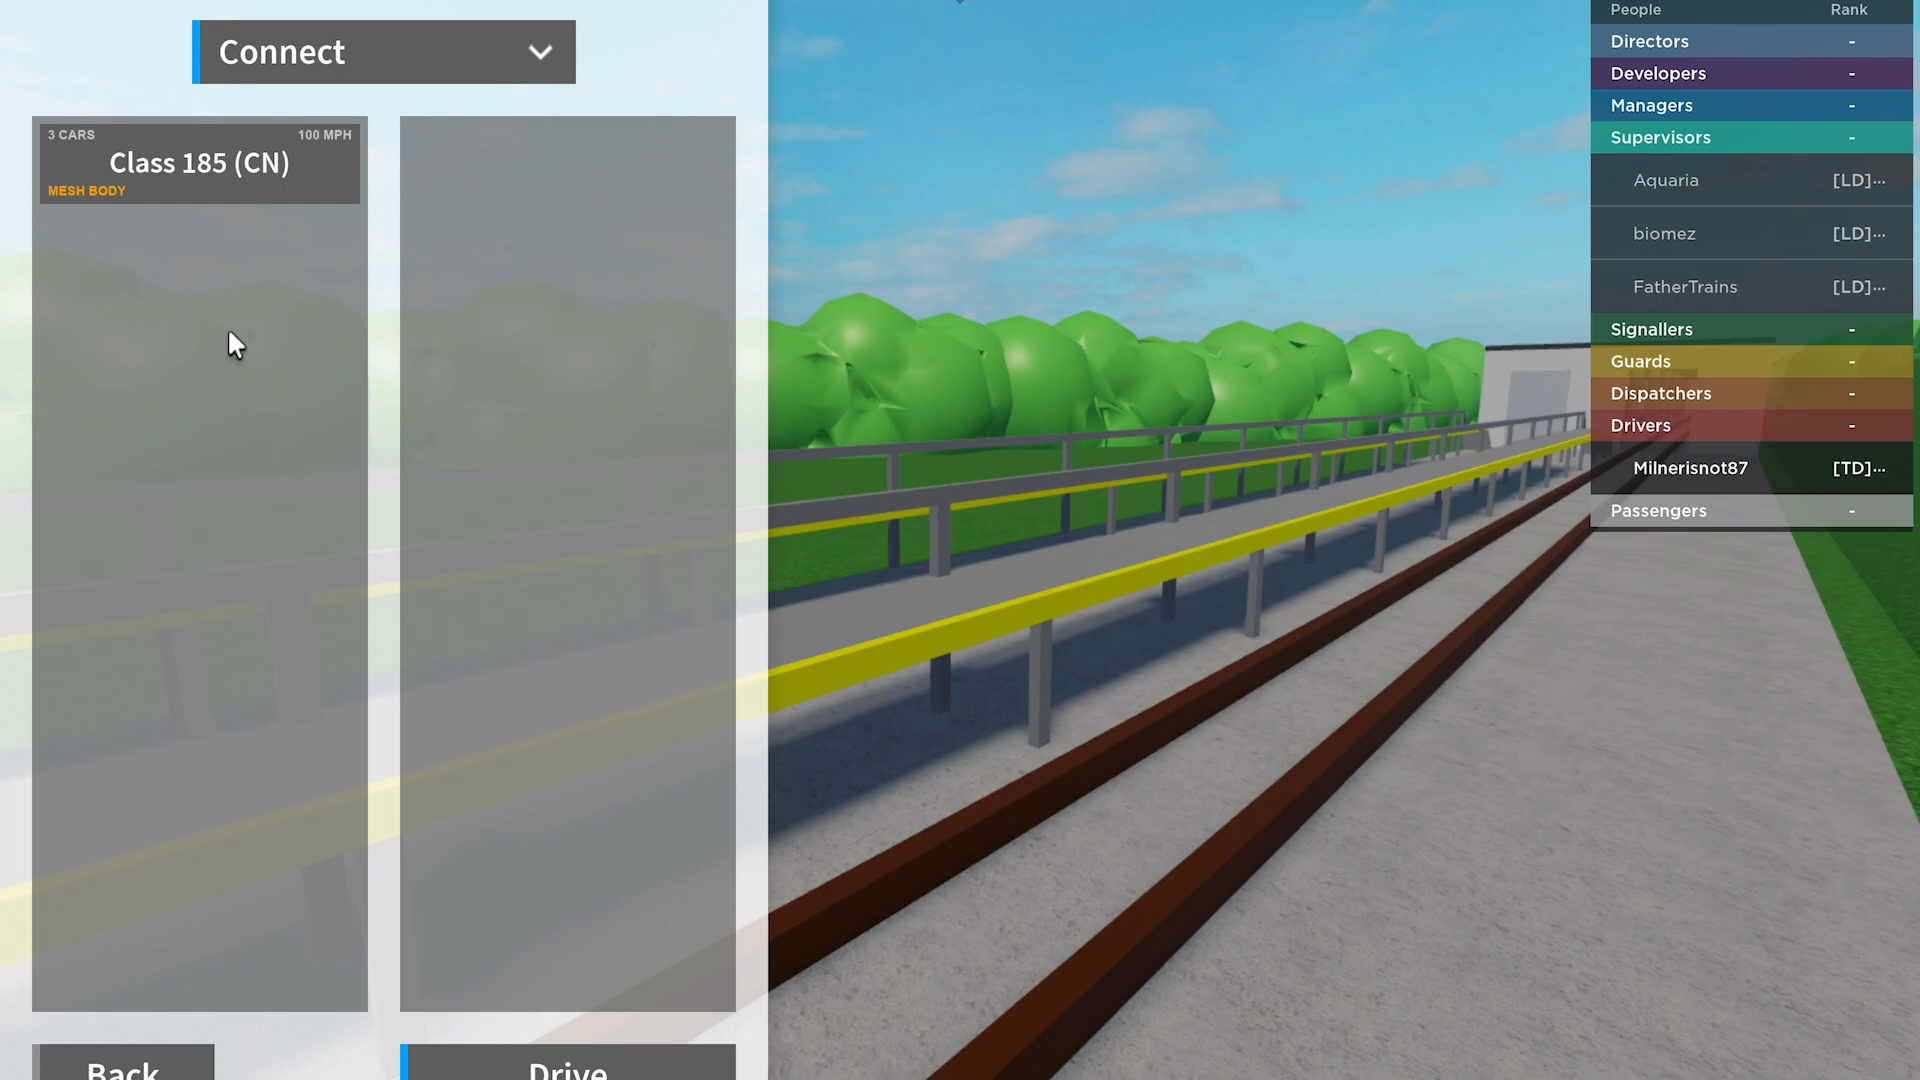 Connect
3 CARS 100 MPH
Class 185 (CN)
MESH BODY
Back
Drive
People Rank
Directors -
Developers -
Managers -
Supervisors -
Aquaria [LD]...
biomez [LD]...
FatherTrains [LD]...
Signallers -
Guards -
Dispatchers -
Drivers -
Milnerisnot87 [TD]...
Passengers -